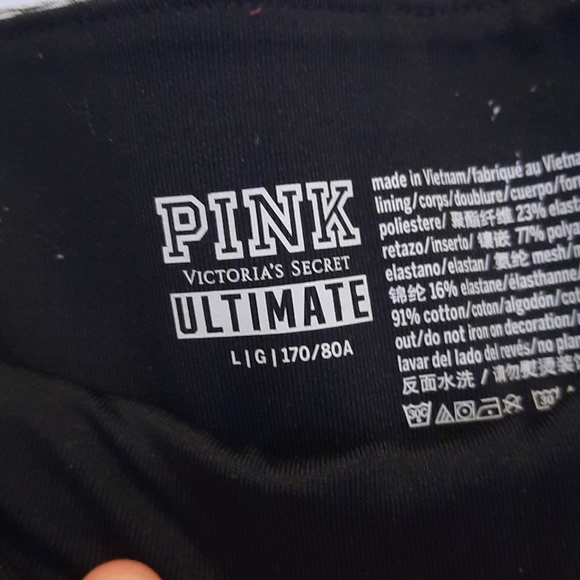 PINK
VICTORIA'S SECRET
ULTIMATE
L | G | 170/80A
made in Vietnam/fabriqué au
lining/corps/doublure/cuerpo/
poliestere/ 聚酯纤维 23%
retazo/inserto/ 镶嵌 77%
elastano/elastan/ 氨纶 mesh/
锦纶 16% elastane/élasthanne/
91% cotton/coton/algodón/
out/do not iron on decoration/
lavar del lado del revés/no
反面水洗 / 请勿熨烫装
30C
30